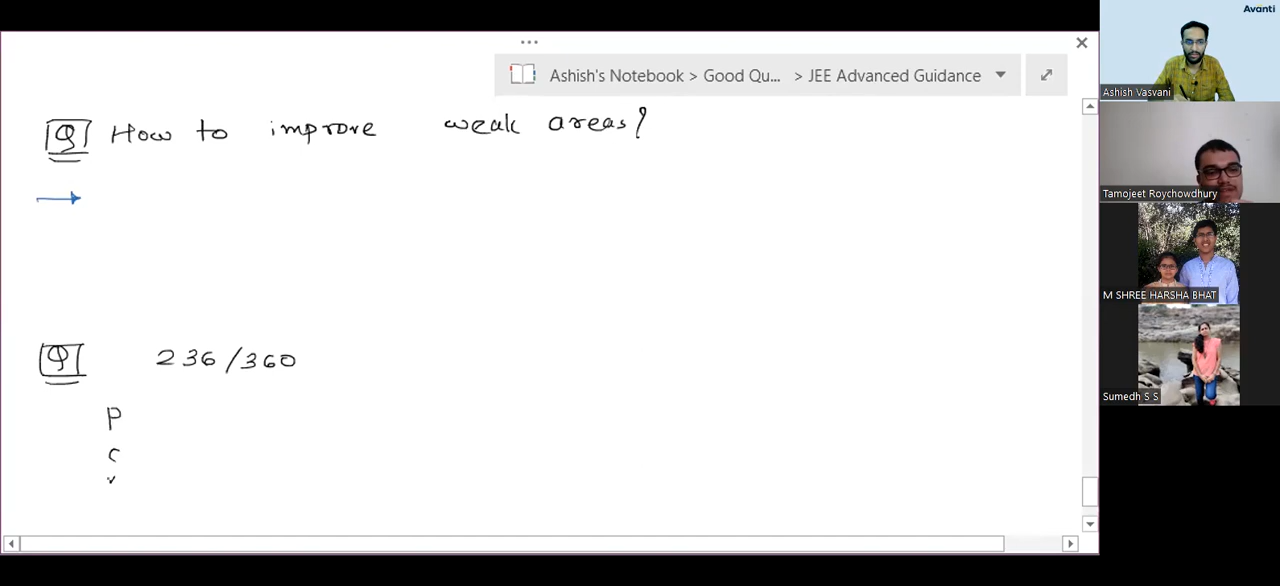 Avanti
...
Ashish's Notebook > Good Qu... > JEE Advanced Guidance
Ashish Vasvani
Q How to improve weak areas?
Tamojeet Roychowdhury
M SHREE HARSHA BHAT
Q 236/360
Sumedh S S
P
C